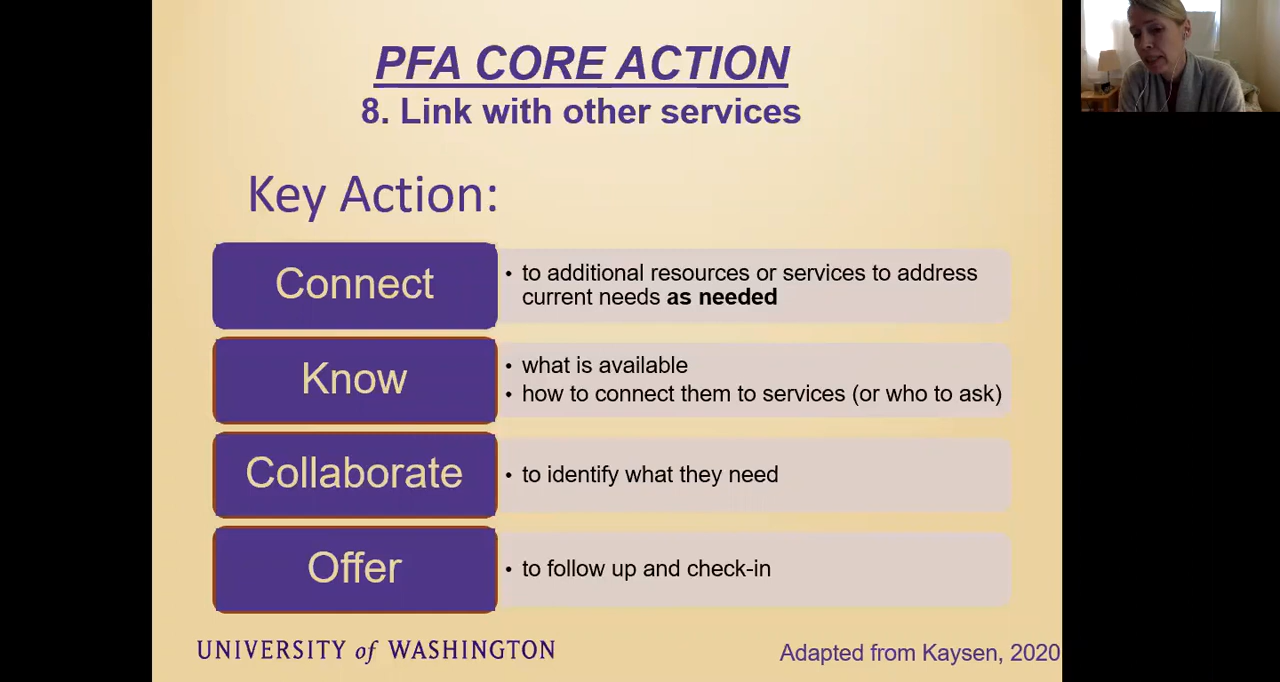 PFA CORE ACTION
8. Link with other services
Key Action:
Connect
• to additional resources or services to address
current needs as needed
Know
• what is available
• how to connect them to services (or who to ask)
Collaborate
• to identify what they need
Offer
• to follow up and check-in
UNIVERSITY of WASHINGTON
Adapted from Kaysen, 2020